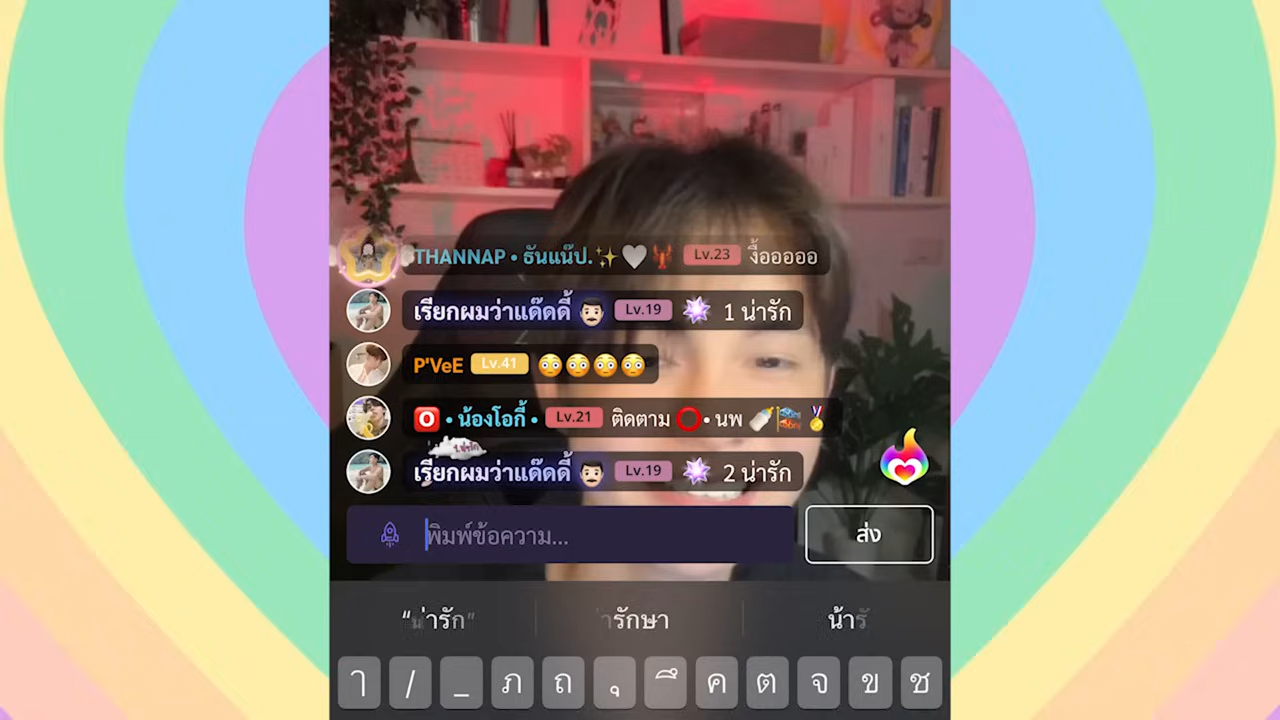 THANNAP • ธันแน๊ป.✨🤍🦞 Lv.23 งื้ออออออ
เรียกผมว่าแด๊ดดี้ 👨🏻 Lv.19 1 น่ารัก
P'VeE Lv.41 😳😳😳😳
🅾️ • น้องโอกี้ • Lv.21 ติดตาม ⭕• นพ 🍼🎏🏅
เรียกผมว่าแด๊ดดี้ 👨🏻 Lv.19 2 น่ารัก
พิมพ์ข้อความ... ส่ง
“น่ารัก” ารักษา น้ารั
า / _ ภ ถ ุ ึ ค ต จ ข ช